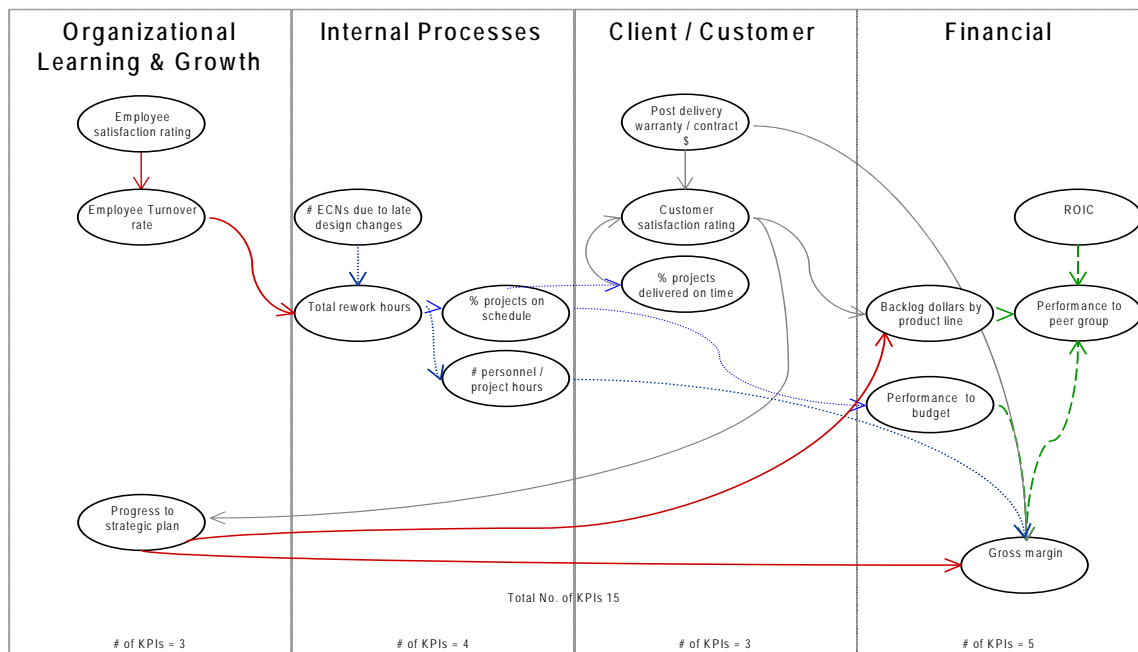 Organizational
Learning & Growth
Internal Processes
Client / Customer
Financial
Employee
satisfaction rating
Post delivery
warranty / contract
$
Employee Turnover
rate
# ECNs due to late
design changes
Customer
satisfaction rating
ROIC
% projects
delivered on time
Total rework hours
% projects on
schedule
Backlog dollars by
product line
Performance to
peer group
# personnel /
project hours
Performance to
budget
Progress to
strategic plan
Gross margin
Total No. of KPIs 15
# of KPIs = 3
# of KPIs = 4
# of KPIs = 3
# of KPIs = 5